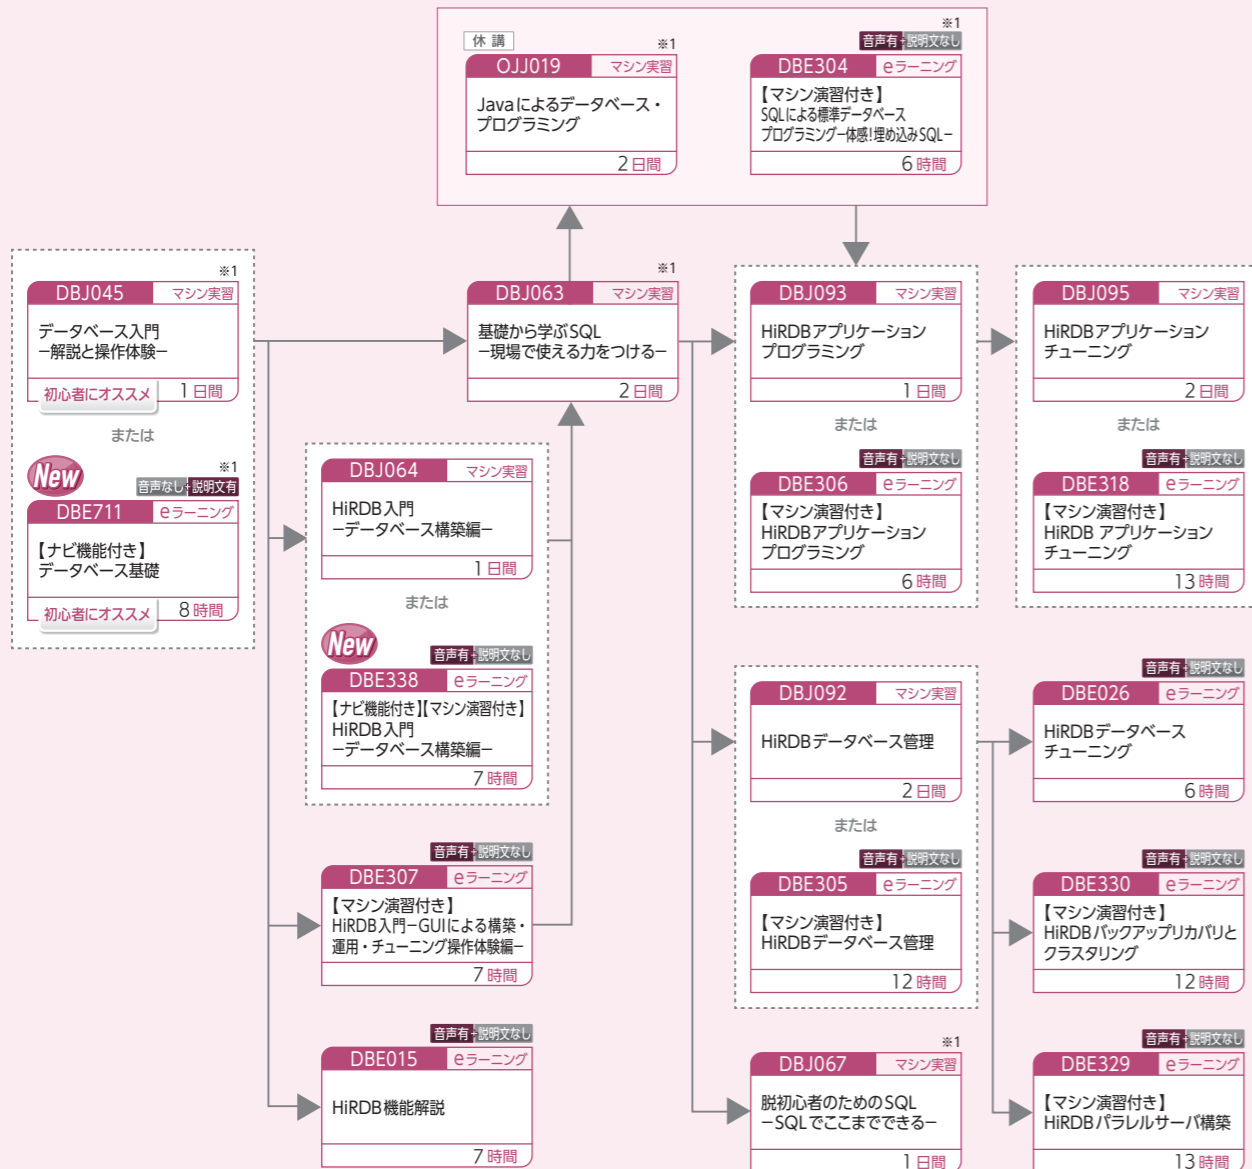 休 講
※1
OJJ019 マシン実習
Javaによるデータベース・
プログラミング
2日間
※1
音声有+説明文なし
DBE304 eラーニング
【マシン演習付き】
SQLによる標準データベース
プログラミングー体感!埋め込みSQLー
6時間
※1
DBJ045 マシン実習
データベース入門
ー解説と操作体験ー
初心者にオススメ 1日間
または
New
※1
音声なし+説明文有
DBE711 eラーニング
【ナビ機能付き】
データベース基礎
初心者にオススメ 8時間
※1
DBJ063 マシン実習
基礎から学ぶSQL
ー現場で使える力をつけるー
2日間
DBJ064 マシン実習
HiRDB入門
ーデータベース構築編ー
1日間
または
New
音声有+説明文なし
DBE338 eラーニング
【ナビ機能付き】【マシン演習付き】
HiRDB入門
ーデータベース構築編ー
7時間
音声有+説明文なし
DBE307 eラーニング
【マシン演習付き】
HiRDB入門ーGUIによる構築・
運用・チューニング操作体験編ー
7時間
音声有+説明文なし
DBE015 eラーニング
HiRDB機能解説
7時間
DBJ093 マシン実習
HiRDBアプリケーション
プログラミング
1日間
または
音声有+説明文なし
DBE306 eラーニング
【マシン演習付き】
HiRDBアプリケーション
プログラミング
6時間
DBJ095 マシン実習
HiRDBアプリケーション
チューニング
2日間
または
音声有+説明文なし
DBE318 eラーニング
【マシン演習付き】
HiRDB アプリケーション
チューニング
13時間
DBJ092 マシン実習
HiRDBデータベース管理
2日間
または
音声有+説明文なし
DBE305 eラーニング
【マシン演習付き】
HiRDBデータベース管理
12時間
※1
DBJ067 マシン実習
脱初心者のためのSQL
ーSQLでここまでできるー
1日間
音声有+説明文なし
DBE026 eラーニング
HiRDBデータベース
チューニング
6時間
音声有+説明文なし
DBE330 eラーニング
【マシン演習付き】
HiRDBバックアップリカバリと
クラスタリング
12時間
音声有+説明文なし
DBE329 eラーニング
【マシン演習付き】
HiRDBパラレルサーバ構築
13時間